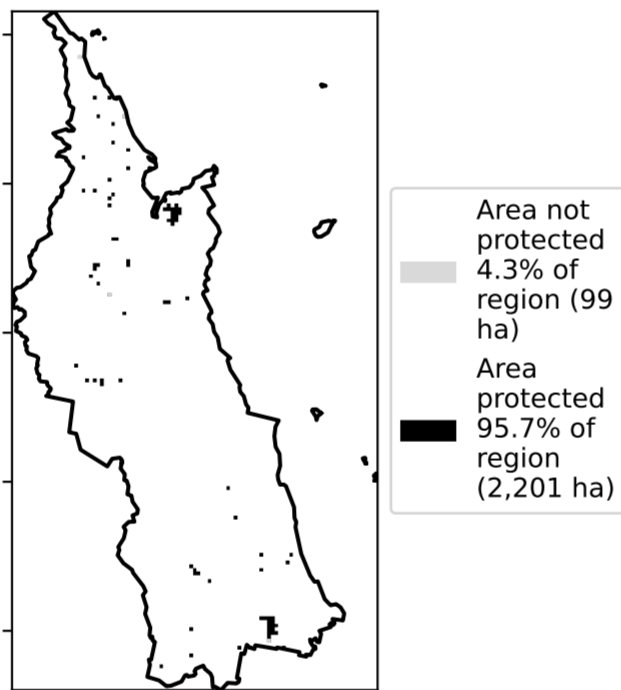 Area not
protected
4.3% of
region (99
ha)
Area
protected
95.7% of
region
(2,201 ha)